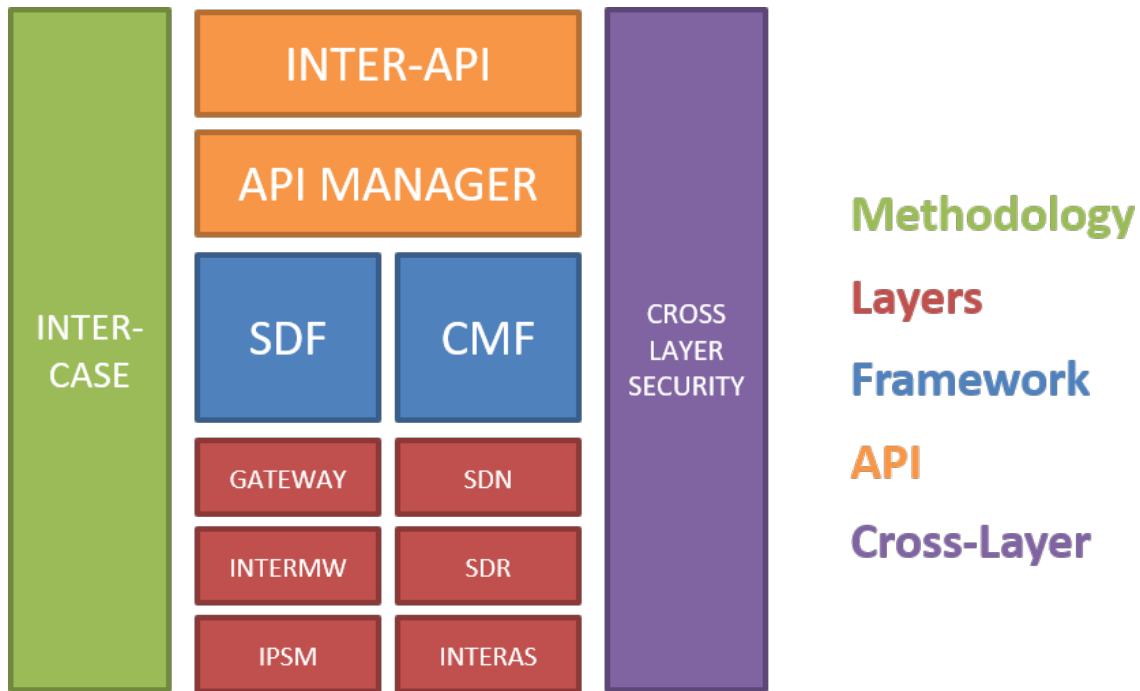 INTER-API
API MANAGER
INTER-
CASE
SDF
CMF
CROSS
LAYER
SECURITY
GATEWAY
SDN
INTERMW
SDR
IPSM
INTERAS
Methodology
Layers
Framework
API
Cross-Layer